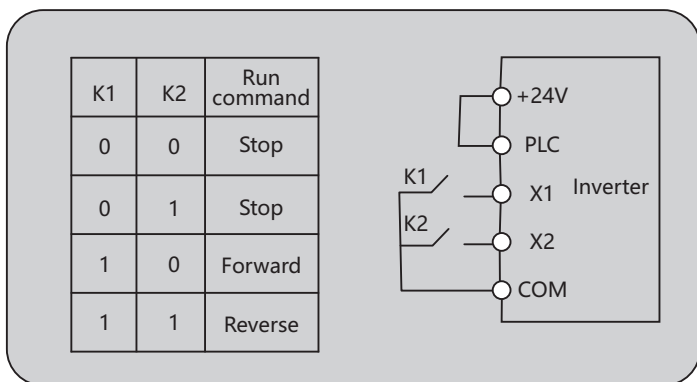 K1 K2 Run command
0 0 Stop
0 1 Stop
1 0 Forward
1 1 Reverse
+24V
PLC
K1
X1
Inverter
K2
X2
COM